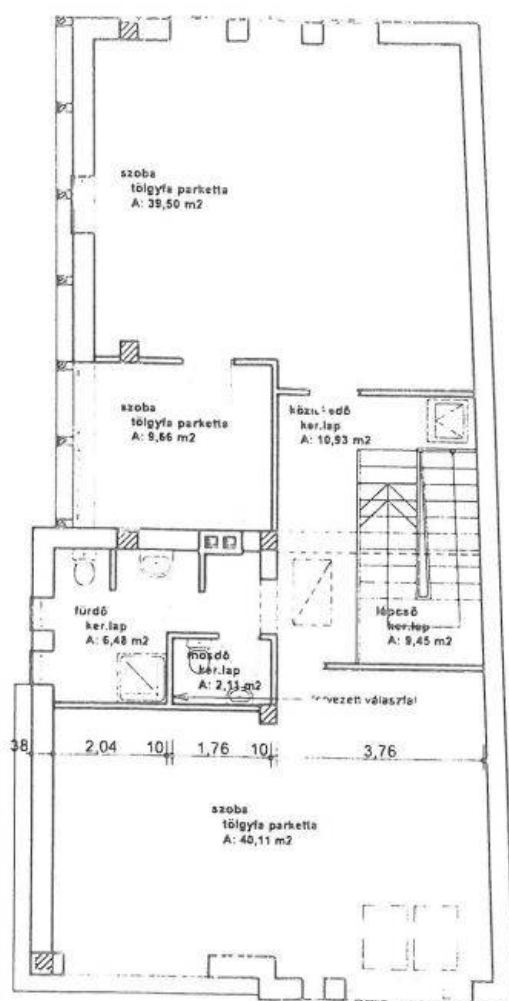 szoba
tölgyfa parketta
A: 39,50 m2
szoba
tölgyfa parketta
A: 9,66 m2
ker.lap
A: 10,93 m2
fürdő
ker.lap
A: 6,48 m2
mosdó
ker.lap
A: 2,11 m2
lépcső
ker.lap
A: 9,45 m2
válaszfal
38
2,04
10
1,76
10
3,76
szoba
tölgyfa parketta
A: 40,11 m2